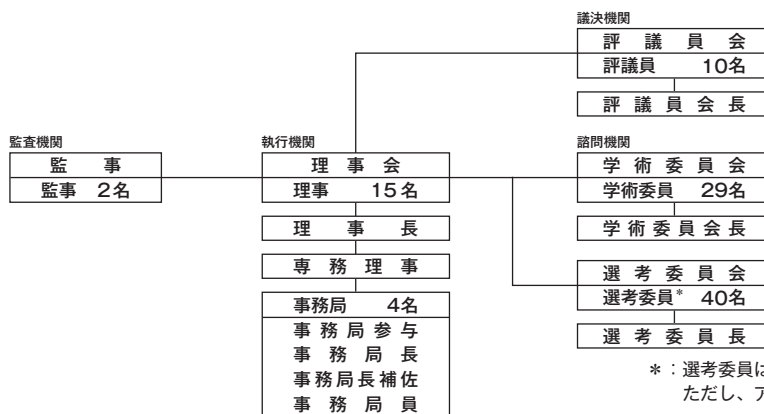 議決機関
評議員会
評議員 10名
評議員会長
監査機関
監事
監事 2名
執行機関
理事会
理事 15名
理事長
専務理事
事務局 4名
事務局参与
事務局長
事務局長補佐
事務局員
諮問機関
学術委員会
学術委員 29名
学術委員会長
選考委員会
選考委員* 40名
選考委員長
*：選考委員は
ただし、ア